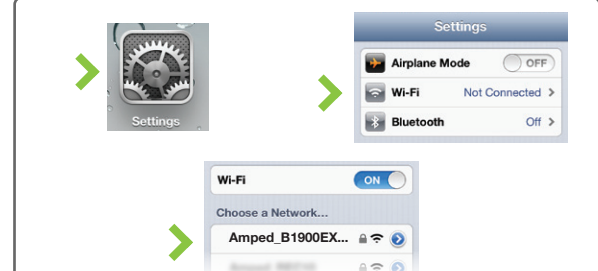 Settings
Settings
Airplane Mode OFF
Wi-Fi Not Connected
Bluetooth Off
Wi-Fi ON
Choose a Network...
Amped_B1900EX...